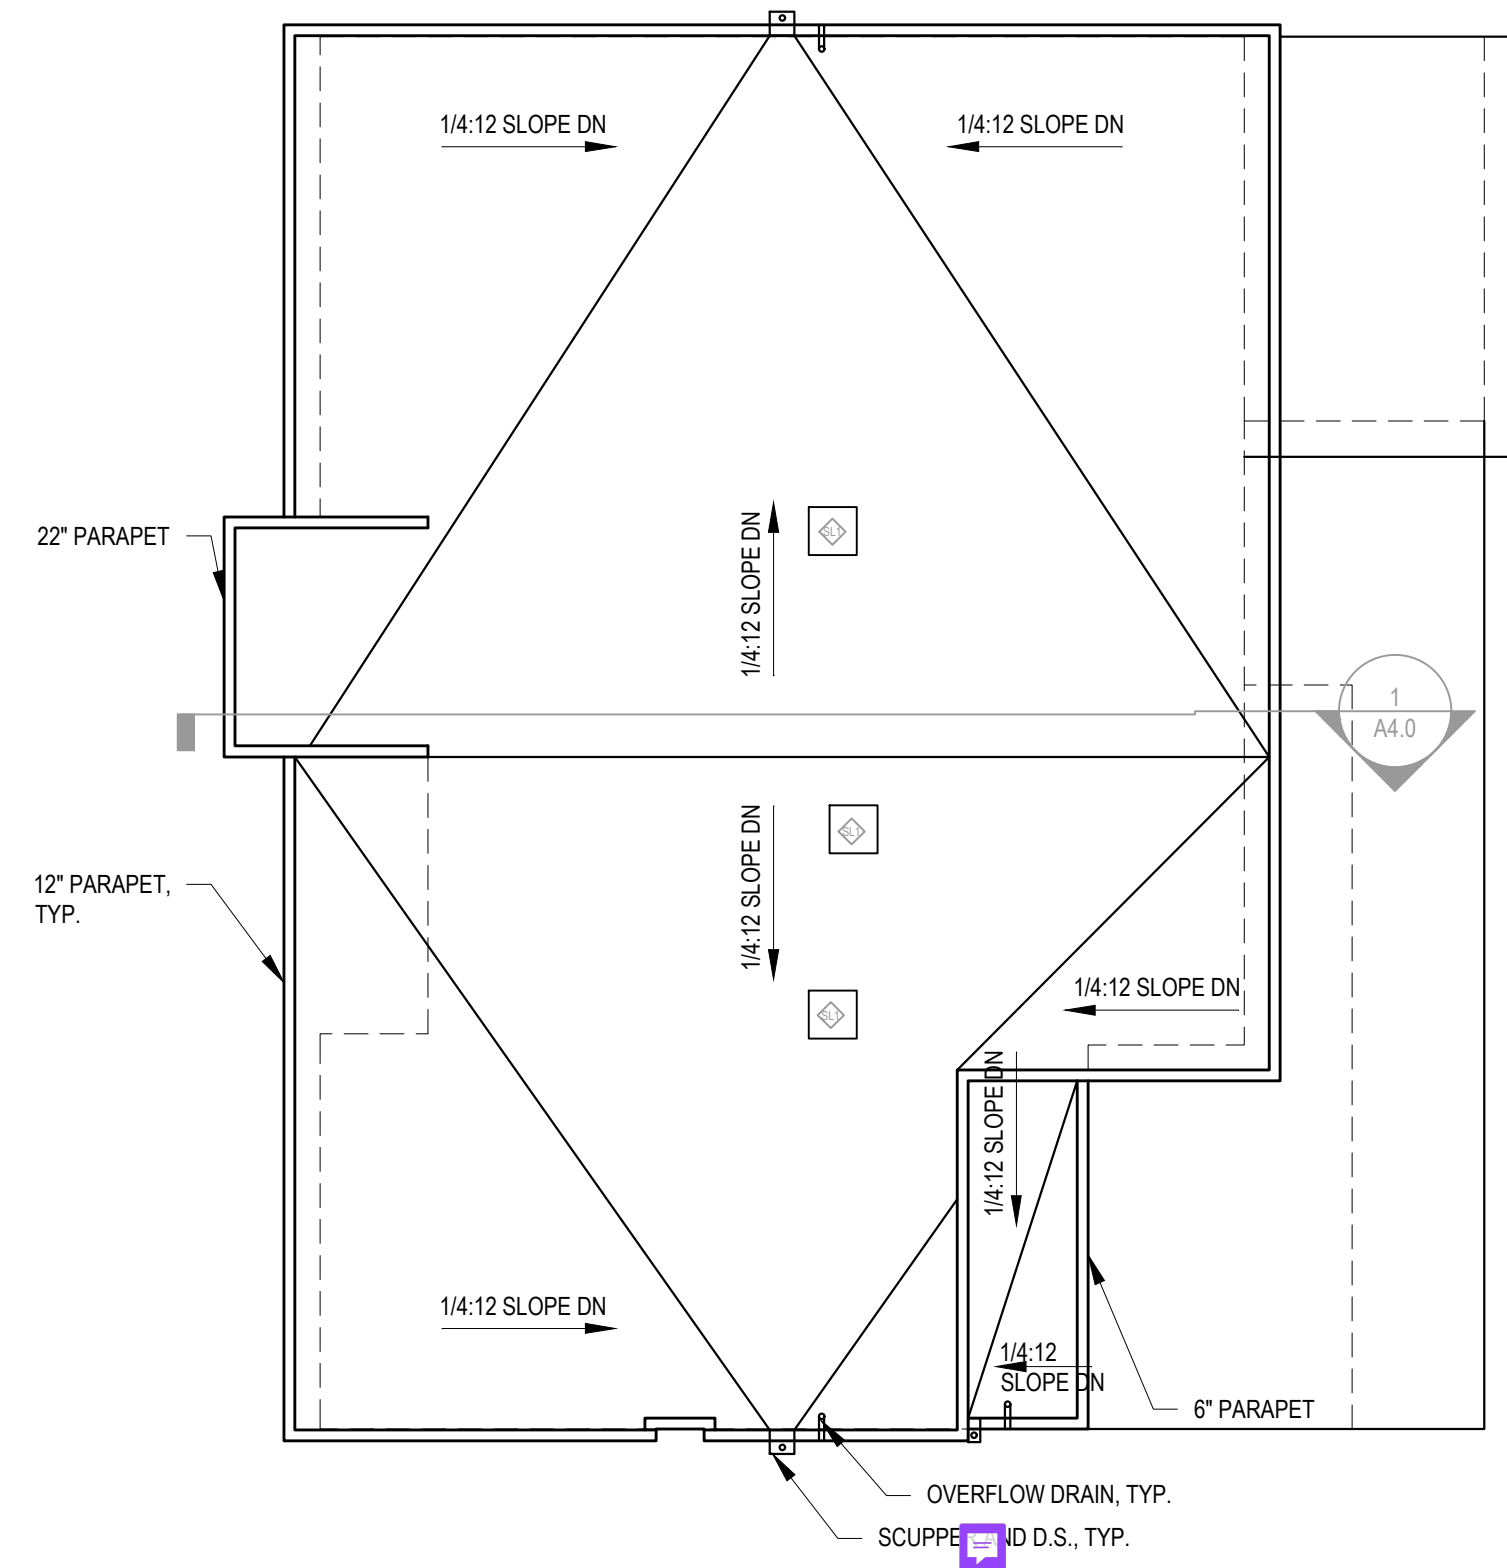 1/4:12 SLOPE DN
1/4:12 SLOPE DN
22" PARAPET
1/4:12 SLOPE DN
SL1
1
A4.0
1/4:12 SLOPE DN
SL1
12" PARAPET,
TYP.
1/4:12 SLOPE DN
SL1
1/4:12 SLOPE DN
1/4:12 SLOPE DN
1/4:12
SLOPE DN
6" PARAPET
OVERFLOW DRAIN, TYP.
SCUPPER AND D.S., TYP.